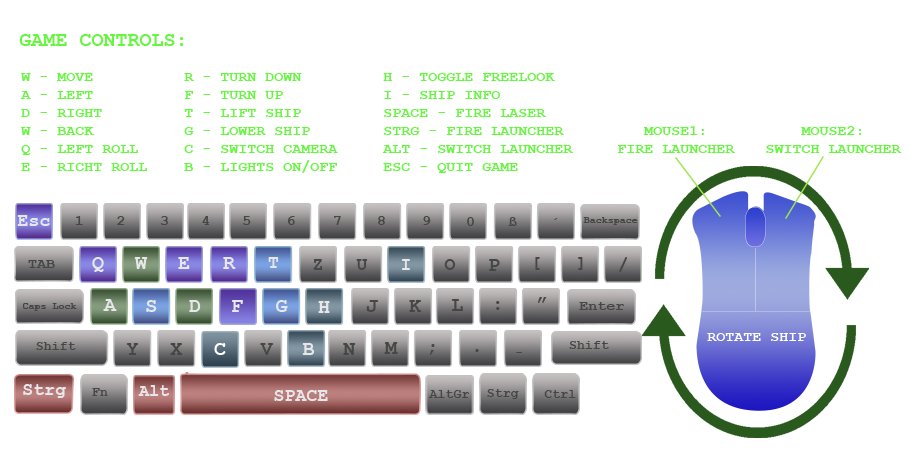 GAME CONTROLS:
W - MOVE
A - LEFT
D - RIGHT
W - BACK
Q - LEFT ROLL
E - RICHT ROLL
R - TURN DOWN
F - TURN UP
T - LIFT SHIP
G - LOWER SHIP
C - SWITCH CAMERA
B - LIGHTS ON/OFF
H - TOGGLE FREELOOK
I - SHIP INFO
SPACE - FIRE LASER
STRG - FIRE LAUNCHER
ALT - SWITCH LAUNCHER
ESC - QUIT GAME
MOUSE1:
FIRE LAUNCHER
MOUSE2:
SWITCH LAUNCHER
Esc 1 2 3 4 5 6 7 8 9 0 ß ´ Backspace
TAB Q W E R T Z U I O P [ ] /
Caps Lock A S D F G H J K L : ” Enter
Shift Y X C V B N M ; . _ Shift
Strg Fn Alt SPACE AltGr Strg Ctrl
ROTATE SHIP